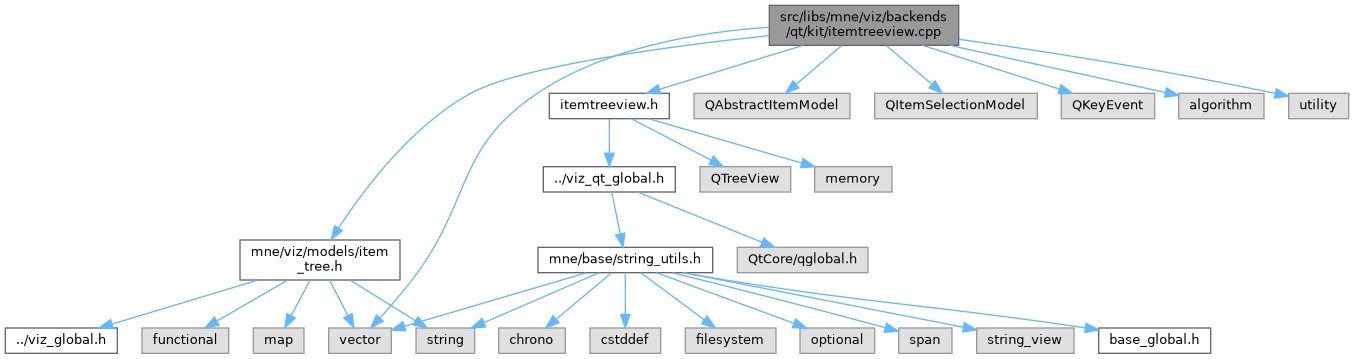 src/libs/mne/viz/backends
/qt/kit/itemtreeview.cpp
itemtreeview.h
QAbstractItemModel
QItemSelectionModel
QKeyEvent
algorithm
utility
../viz_qt_global.h
QTreeView
memory
mne/viz/models/item
_tree.h
mne/base/string_utils.h
QtCore/qglobal.h
../viz_global.h
functional
map
vector
string
chrono
cstddef
filesystem
optional
span
string_view
base_global.h